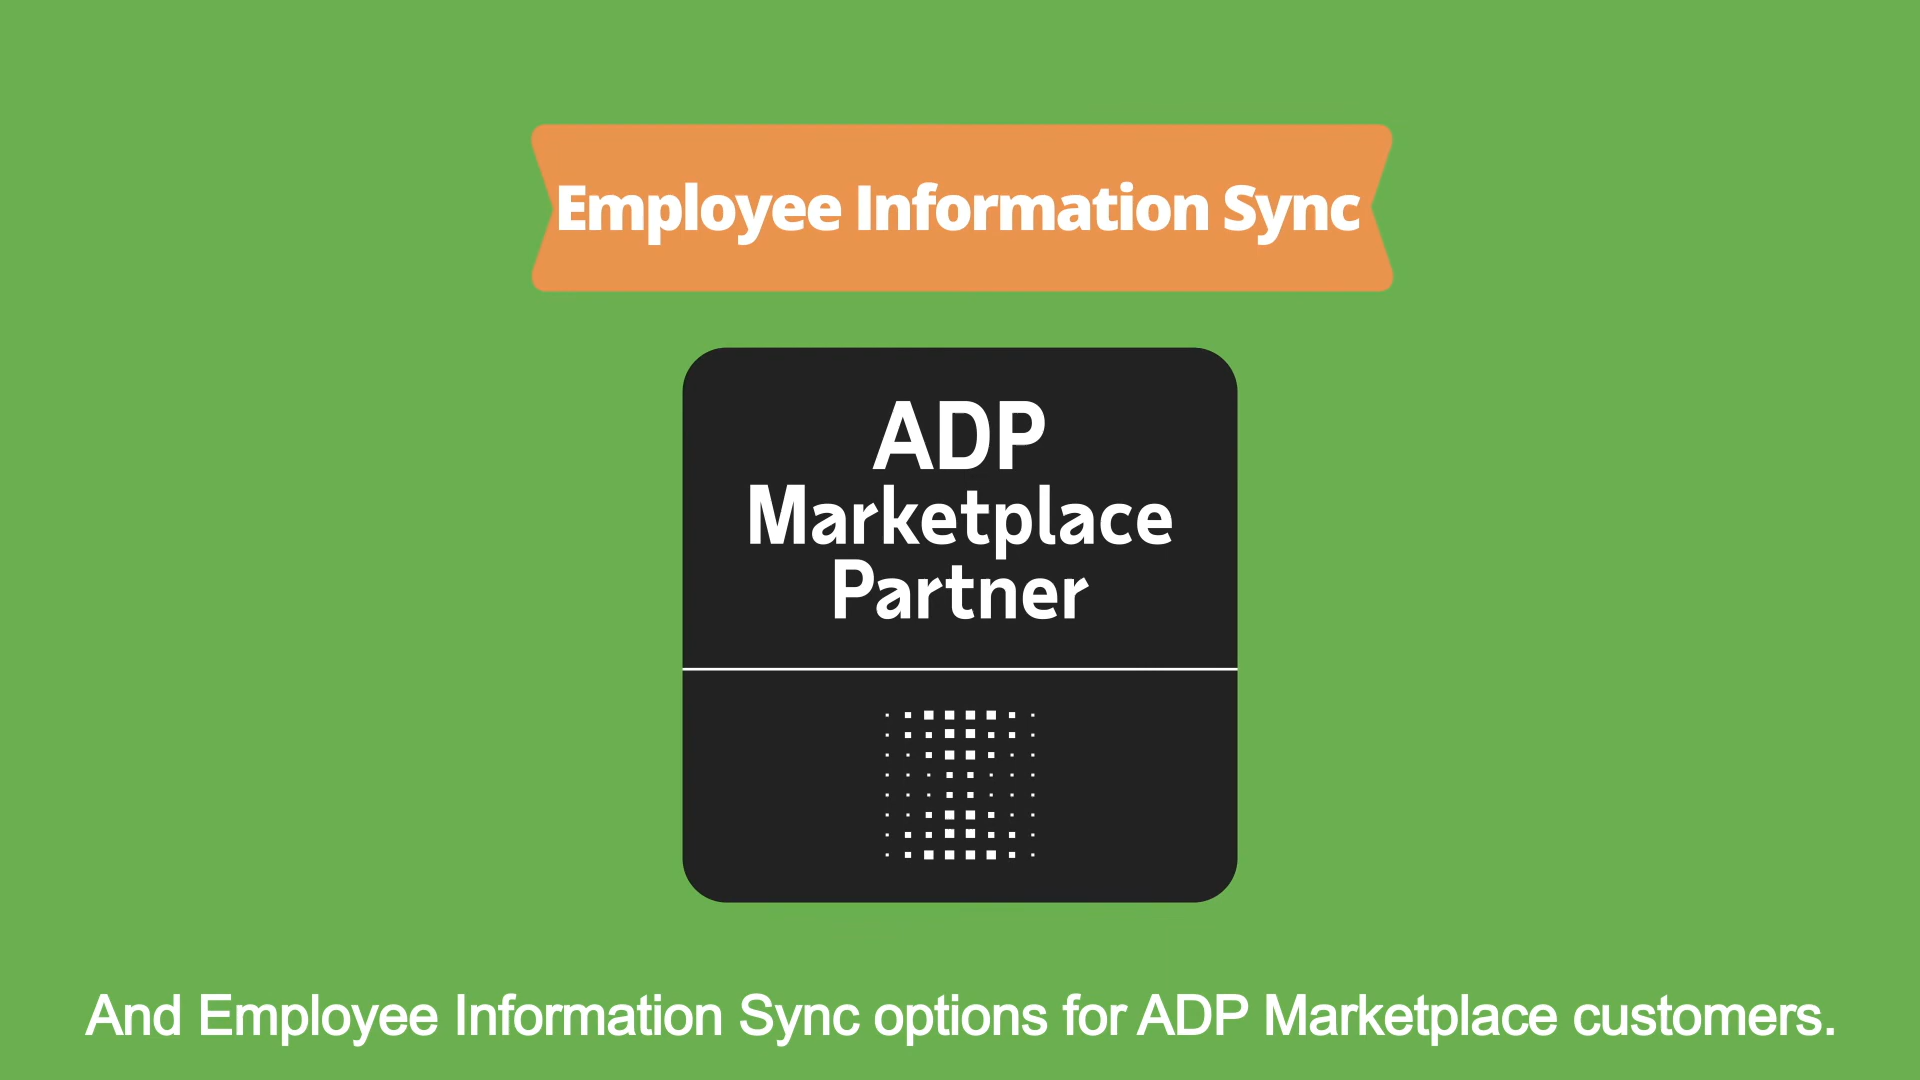 Employee Information Sync
ADP
Marketplace
Partner
And Employee Information Sync options for ADP Marketplace customers.